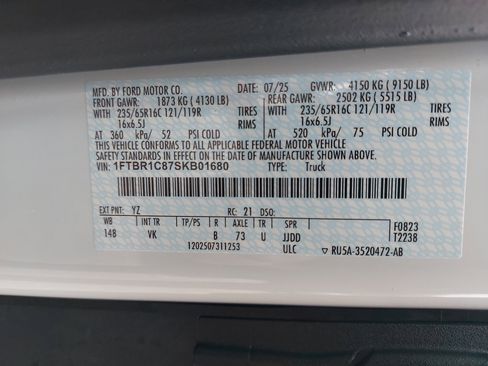 MFD. BY FORD MOTOR CO. DATE: 07/25 GVWR: 4150 KG ( 9150 LB)
FRONT GAWR: 1873 KG ( 4130 LB) REAR GAWR: 2502 KG ( 5515 LB)
WITH 235/65R16C 121/119R TIRES WITH 235/65R16C 121/119R TIRES
16x6.5J RIMS 16x6.5J RIMS
AT 360 kPa/ 52 PSI COLD AT 520 kPa/ 75 PSI COLD
THIS VEHICLE CONFORMS TO ALL APPLICABLE FEDERAL MOTOR VEHICLE
SAFETY STANDARDS IN EFFECT ON THE DATE OF MANUFACTURE SHOWN ABOVE.
VIN: 1FTBR1C87SKB01680 TYPE: Truck
EXT PNT: YZ RC: 21 DSO:
WB INT TR TP/PS R AXLE TR SPR F0823
14B VK B 73 U JJDD T2238
1202507311253 ULC ▽ RU5A-3520472-AB